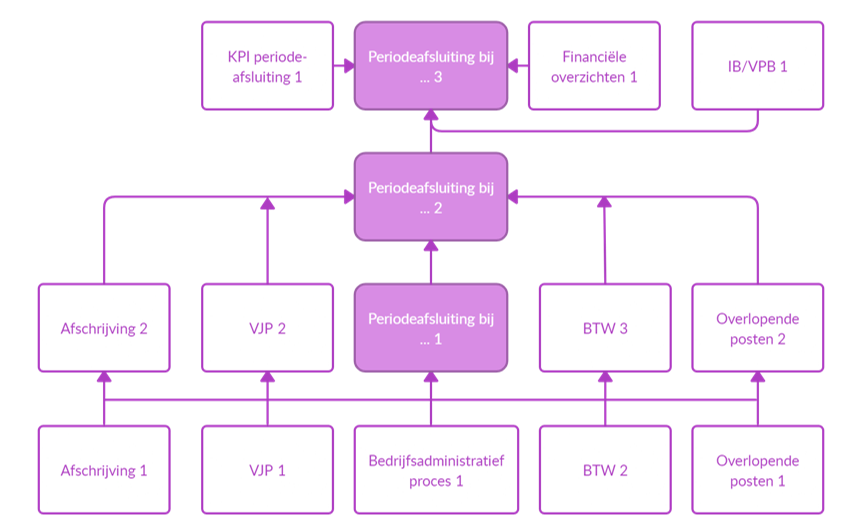 KPI periode-
afsluiting 1
Periodeafsluiting bij
... 3
Financiële
overzichten 1
IB/VPB 1
Periodeafsluiting bij
... 2
Afschrijving 2
VJP 2
Periodeafsluiting bij
... 1
BTW 3
Overlopende
posten 2
Afschrijving 1
VJP 1
Bedrijfsadministratief
proces 1
BTW 2
Overlopende
posten 1